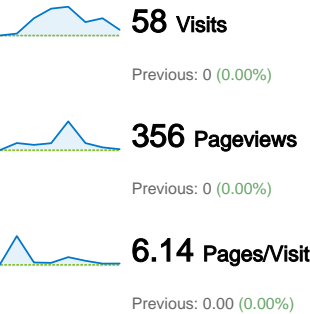 58 Visits
Previous: 0 (0.00%)
356 Pageviews
Previous: 0 (0.00%)
6.14 Pages/Visit
Previous: 0.00 (0.00%)